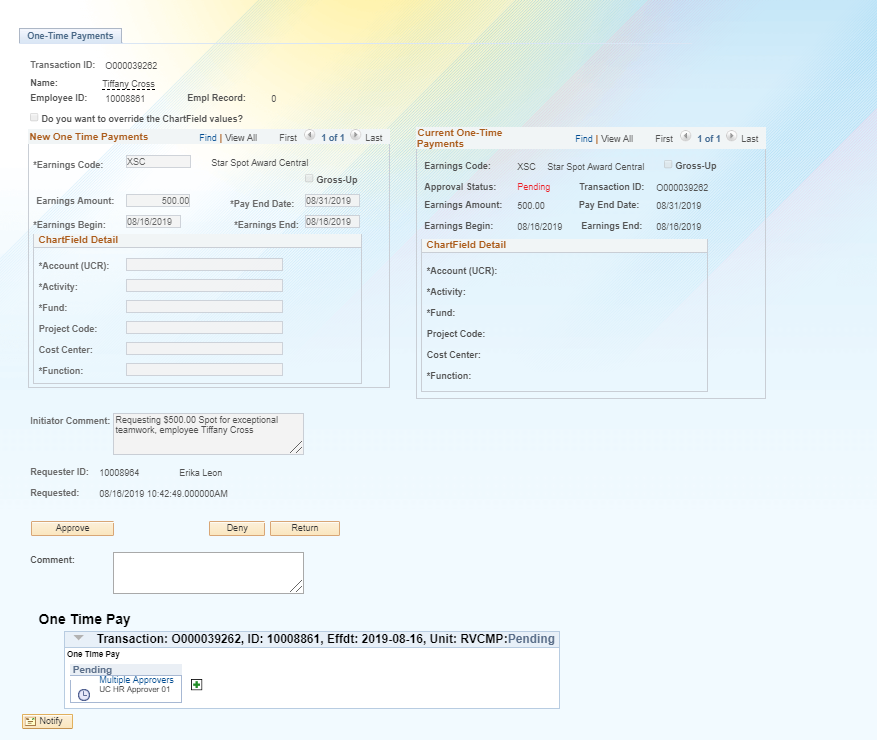 One-Time Payments
Transaction ID: O000039262
Name: Tiffany Cross
Employee ID: 10008861 Empl Record: 0
Do you want to override the ChartField values?
New One Time Payments Find | View All First 1 of 1 Last
*Earnings Code: XSC Star Spot Award Central
Gross-Up
Earnings Amount: 500.00 *Pay End Date: 08/31/2019
*Earnings Begin: 08/16/2019 *Earnings End: 08/16/2019
ChartField Detail
*Account (UCR):
*Activity:
*Fund:
Project Code:
Cost Center:
*Function:
Current One-Time
Payments Find | View All First 1 of 1 Last
Earnings Code: XSC Star Spot Award Central Gross-Up
Approval Status: Pending Transaction ID: O000039262
Earnings Amount: 500.00 Pay End Date: 08/31/2019
Earnings Begin: 08/16/2019 Earnings End: 08/16/2019
ChartField Detail
*Account (UCR):
*Activity:
*Fund:
Project Code:
Cost Center:
*Function:
Initiator Comment: Requesting $500.00 Spot for exceptional
teamwork, employee Tiffany Cross
Requester ID: 10008964 Erika Leon
Requested: 08/16/2019 10:42:49.000000AM
Approve Deny Return
Comment:
One Time Pay
Transaction: O000039262, ID: 10008861, Effdt: 2019-08-16, Unit: RVCMP:Pending
One Time Pay
Pending
Multiple Approvers
UC HR Approver 01
Notify